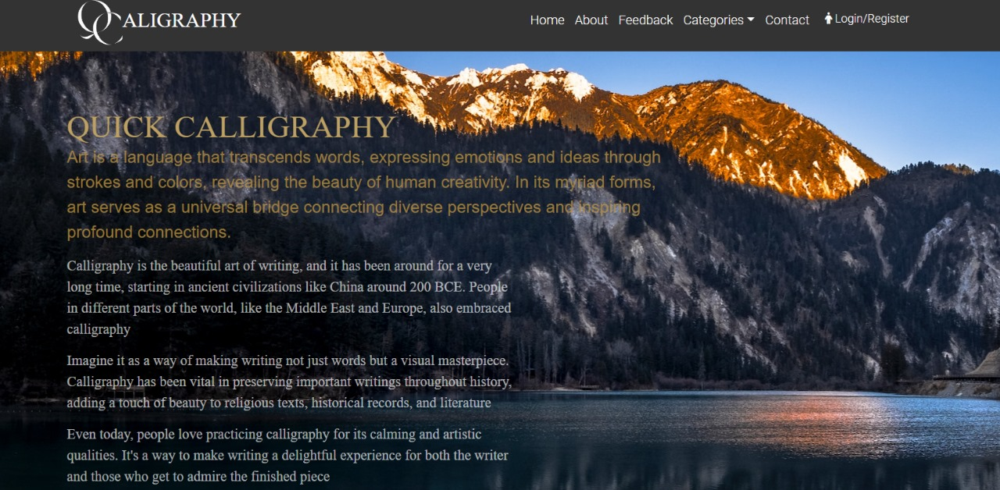 QC ALIGRAPHY
Home About Feedback Categories Contact Login/Register
QUICK CALLIGRAPHY
Art is a language that transcends words, expressing emotions and ideas through
strokes and colors, revealing the beauty of human creativity. In its myriad forms,
art serves as a universal bridge connecting diverse perspectives and inspiring
profound connections.
Calligraphy is the beautiful art of writing, and it has been around for a very
long time, starting in ancient civilizations like China around 200 BCE. People
in different parts of the world, like the Middle East and Europe, also embraced
calligraphy
Imagine it as a way of making writing not just words but a visual masterpiece.
Calligraphy has been vital in preserving important writings throughout history,
adding a touch of beauty to religious texts, historical records, and literature
Even today, people love practicing calligraphy for its calming and artistic
qualities. It's a way to make writing a delightful experience for both the writer
and those who get to admire the finished piece